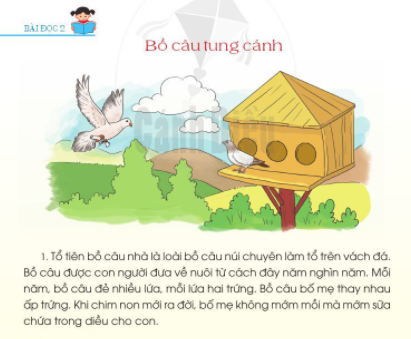 BÀI ĐỌC 2
Bồ câu tung cánh
1. Tổ tiên bồ câu nhà là loài bồ câu núi chuyên làm tổ trên vách đá.
Bồ câu được con người đưa về nuôi từ cách đây năm nghìn năm. Mỗi
năm, bồ câu đẻ nhiều lứa, mỗi lứa hai trứng. Bồ câu bố mẹ thay nhau
ấp trứng. Khi chim non mới ra đời, bố mẹ không mớm mồi mà mớm sữa
chứa trong diều cho con.